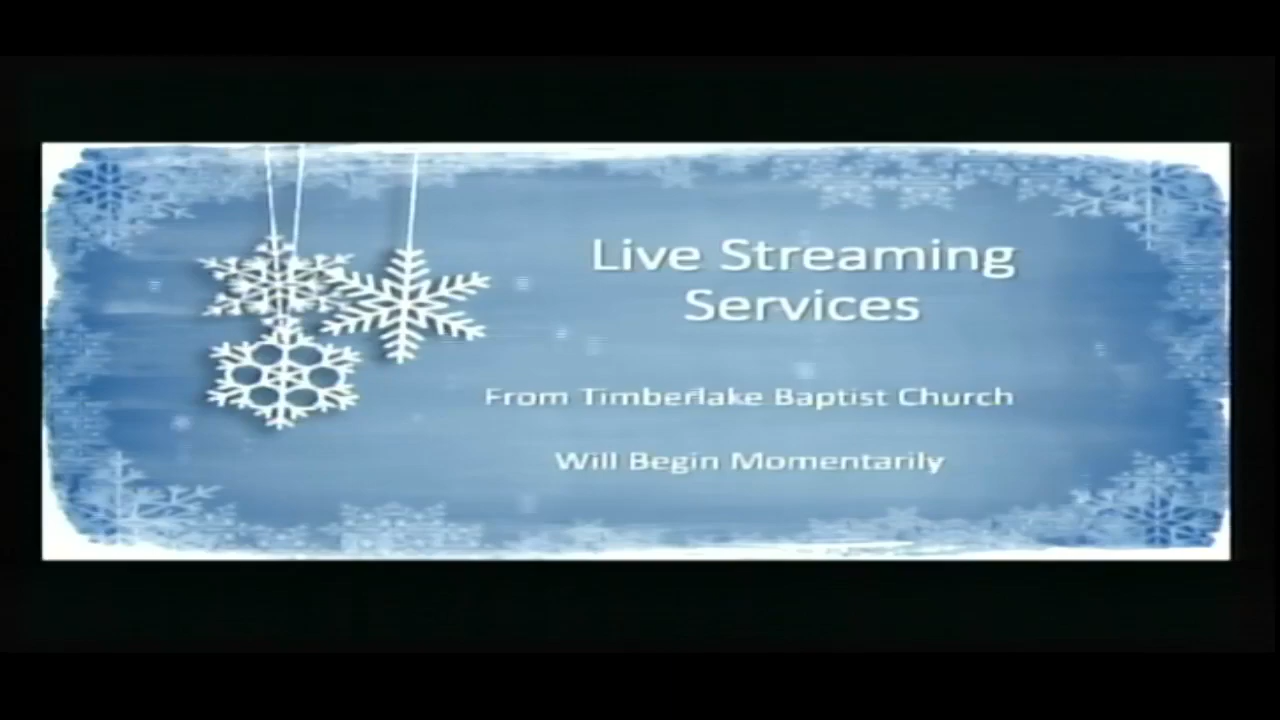 Live Streaming
Services
From Timberlake Baptist Church
Will Begin Momentarily